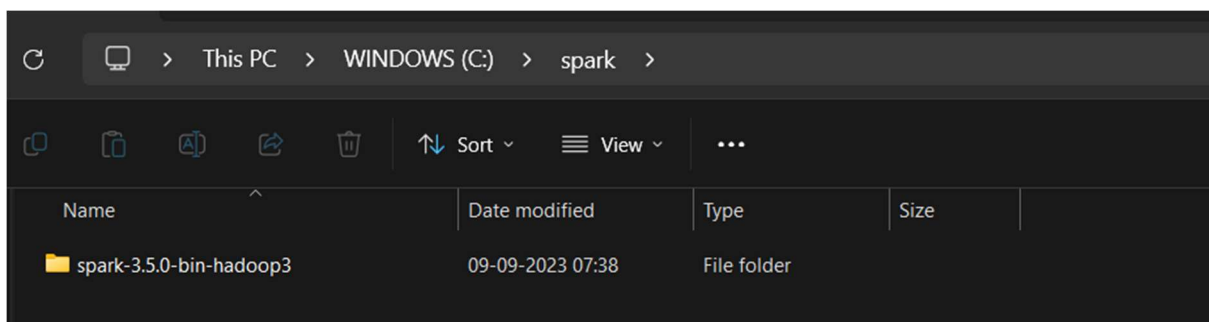 This PC > WINDOWS (C:) > spark >
Sort View
Name Date modified Type Size
spark-3.5.0-bin-hadoop3 09-09-2023 07:38 File folder